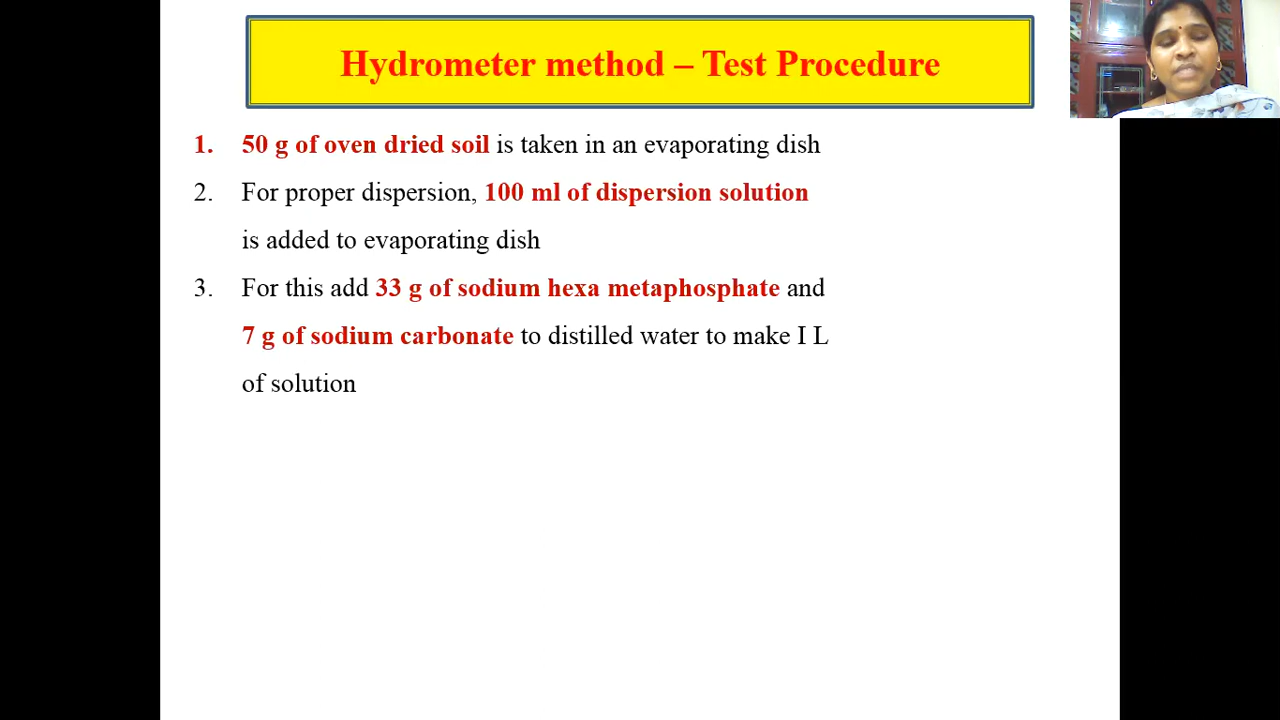 Hydrometer method – Test Procedure
1. 50 g of oven dried soil is taken in an evaporating dish
2. For proper dispersion, 100 ml of dispersion solution
is added to evaporating dish
3. For this add 33 g of sodium hexa metaphosphate and
7 g of sodium carbonate to distilled water to make I L
of solution